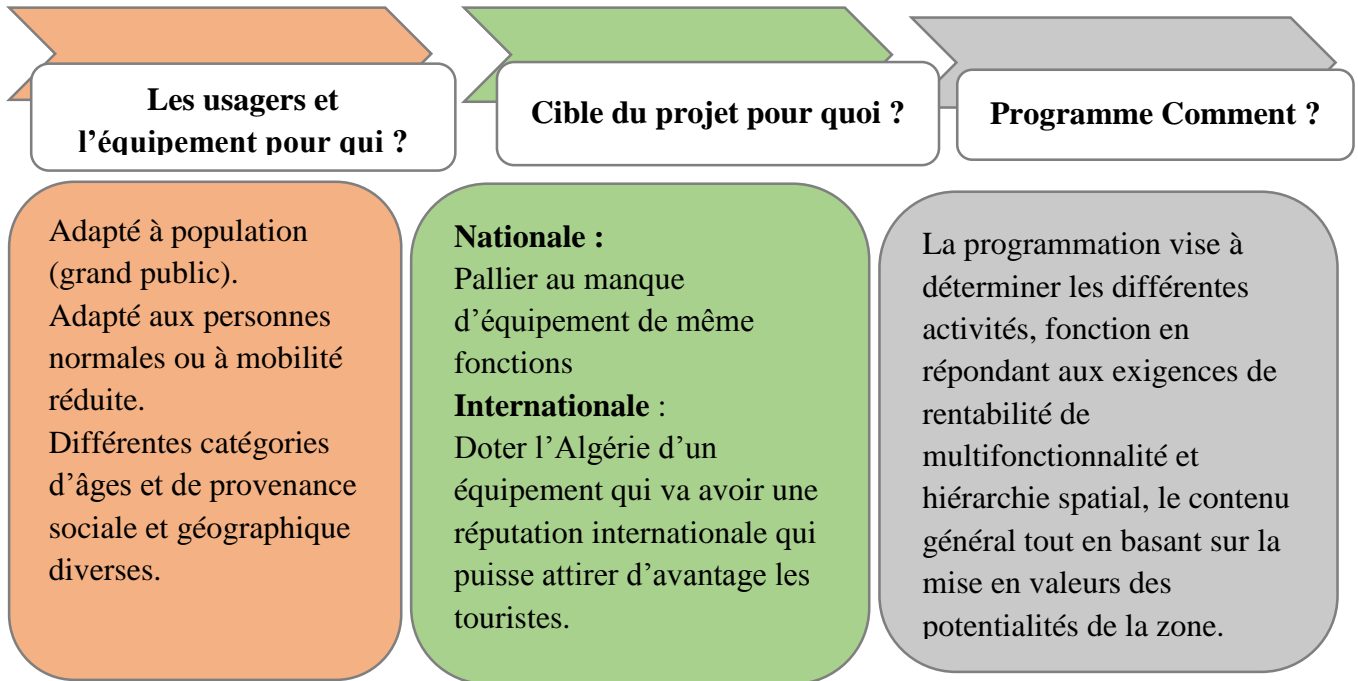 Les usagers et
l’équipement pour qui ?
Cible du projet pour quoi ?
Programme Comment ?
Adapté à population
(grand public).
Adapté aux personnes
normales ou à mobilité
réduite.
Différentes catégories
d’âges et de provenance
sociale et géographique
diverses.
Nationale :
Pallier au manque
d’équipement de même
fonctions
Internationale :
Doter l’Algérie d’un
équipement qui va avoir une
réputation internationale qui
puisse attirer d’avantage les
touristes.
La programmation vise à
déterminer les différentes
activités, fonction en
répondant aux exigences de
rentabilité de
multifonctionnalité et
hiérarchie spatial, le contenu
général tout en basant sur la
mise en valeurs des
potentialités de la zone.